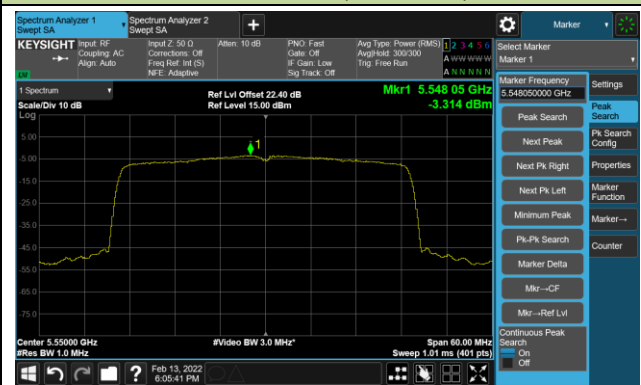 Spectrum Analyzer 1
Swept SA
Spectrum Analyzer 2
Swept SA
+
Marker
KEYSIGHT
Input: RF
Coupling: AC
Align: Auto
Input Z: 50 Ω
Corrections: Off
Freq Ref: Int (S)
NFE: Adaptive
Atten: 10 dB
PNO: Fast
Gate: Off
IF Gain: Low
Sig Track: Off
Avg Type: Power (RMS)
Avg|Hold: 300/300
Trig: Free Run
1 2 3 4 5 6
A W W W W W
A N N N N N
Select Marker
Marker 1
Marker Frequency
5.548050000 GHz
Settings
Peak Search
Next Peak
Next Pk Right
Next Pk Left
Minimum Peak
Pk-Pk Search
Marker Delta
Mkr→CF
Mkr→Ref Lvl
Continuous Peak
Search
On
Off
Peak
Search
Pk Search
Config
Properties
Marker
Function
Marker→
Counter
1 Spectrum
Scale/Div 10 dB
Log
Ref Lvl Offset 22.40 dB
Ref Level 15.00 dBm
Mkr1 5.548 05 GHz
-3.314 dBm
1
5.00
-5.00
-15.0
-25.0
-35.0
-45.0
-55.0
-65.0
-75.0
Center 5.55000 GHz
#Res BW 1.0 MHz
#Video BW 3.0 MHz*
Span 60.00 MHz
Sweep 1.01 ms (401 pts)
?
Feb 13, 2022
6:05:41 PM